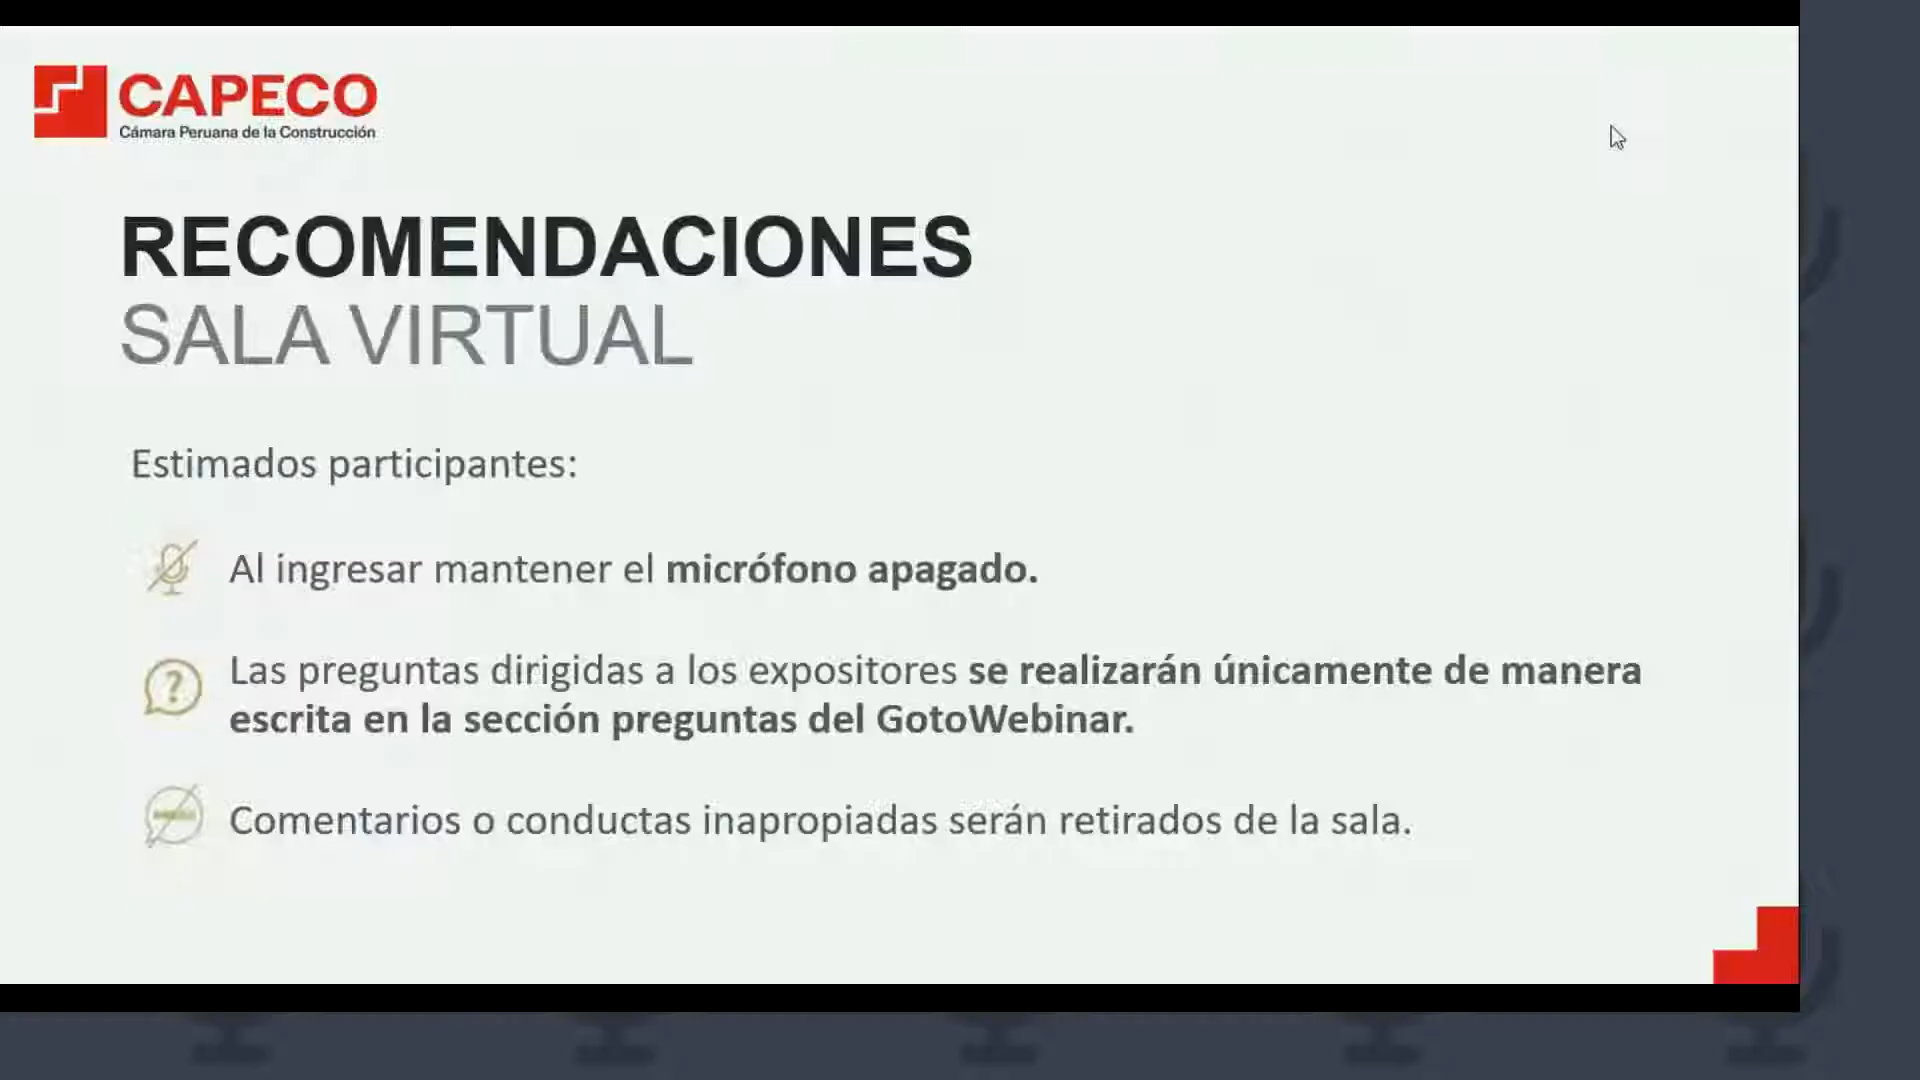 CAPECO
Cámara Peruana de la Construcción
RECOMENDACIONES
SALA VIRTUAL
Estimados participantes:
Al ingresar mantener el micrófono apagado.
Las preguntas dirigidas a los expositores se realizarán únicamente de manera
escrita en la sección preguntas del GotoWebinar.
Comentarios o conductas inapropiadas serán retirados de la sala.